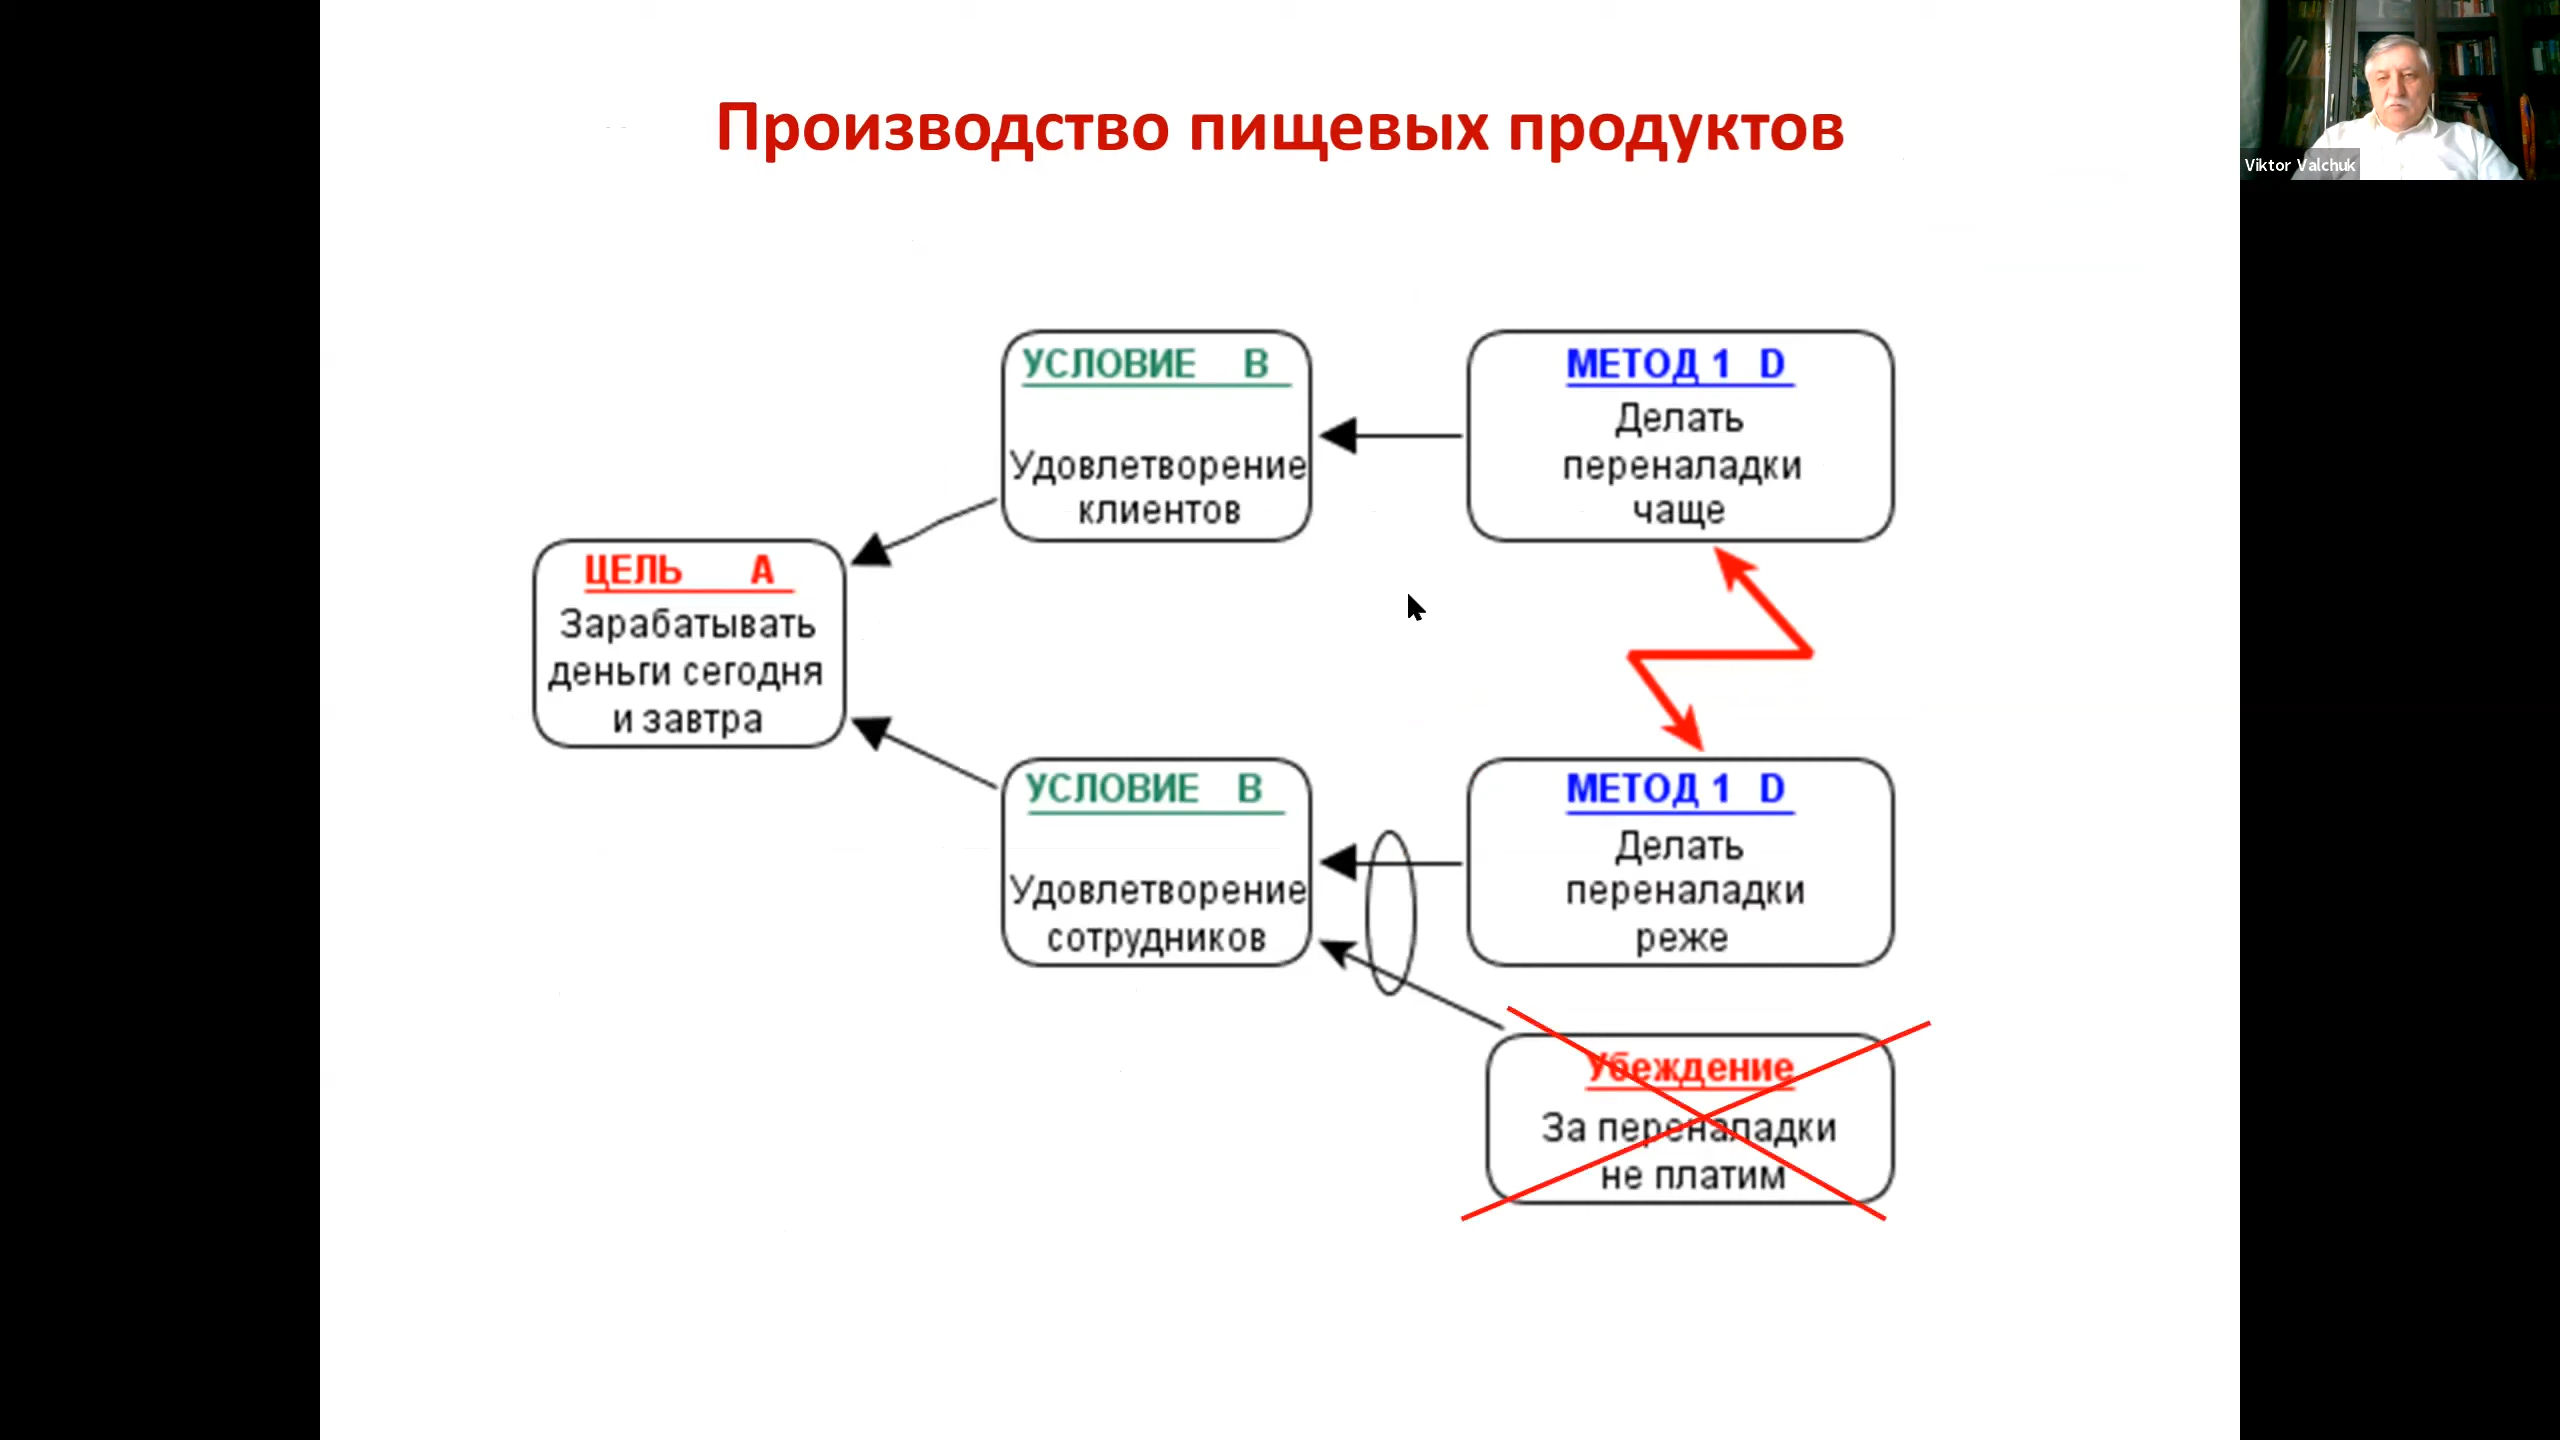 Производство пищевых продуктов
Viktor Valchuk
УСЛОВИЕ B
Удовлетворение
клиентов
МЕТОД 1 D
Делать
переналадки
чаще
ЦЕЛЬ A
Зарабатывать
деньги сегодня
и завтра
УСЛОВИЕ B
Удовлетворение
сотрудников
МЕТОД 1 D
Делать
переналадки
реже
Убеждение
За переналадки
не платим